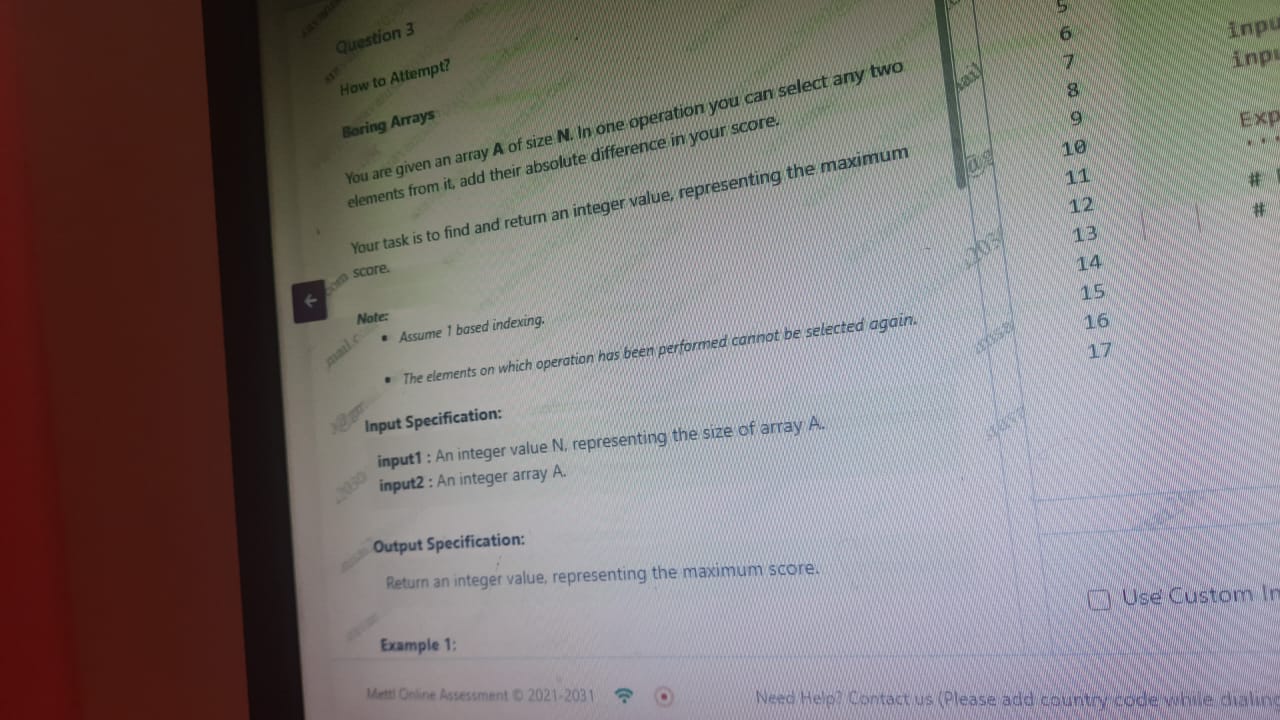 Question 3
How to Attempt?
Boring Arrays
You are given an array A of size N. In one operation you can select any two
elements from it, add their absolute difference in your score.
Your task is to find and return an integer value, representing the maximum
score.
Note:
▪ Assume 1 based indexing.
▪ The elements on which operation has been performed cannot be selected again.
Input Specification:
input1 : An integer value N, representing the size of array A.
input2 : An integer array A.
Output Specification:
Return an integer value, representing the maximum score.
Example 1:
Mettl Online Assessment © 2021-2031
Need Help? Contact us (Please add country code while dialing
5
6
7
8
9
10
11
12
13
14
15
16
17
inpu
inpu
Exp
'''
#
#
Use Custom In